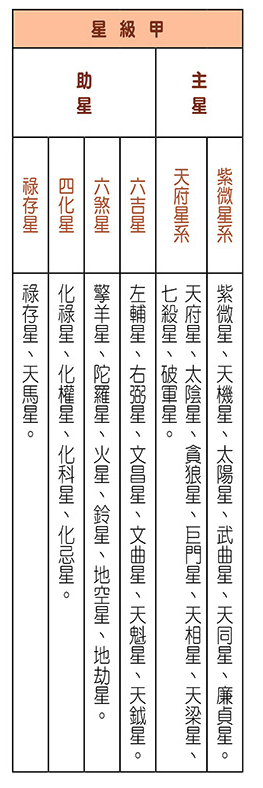 甲級星
主星
助星
紫微星系
天府星系
六吉星
六煞星
四化星
祿存星
紫微星、天機星、太陽星、武曲星、天同星、廉貞星。
天府星、太陰星、貪狼星、巨門星、天相星、天梁星、
七殺星、破軍星。
左輔星、右弼星、文昌星、文曲星、天魁星、天鉞星。
擎羊星、陀羅星、火星、鈴星、地空星、地劫星。
化祿星、化權星、化科星、化忌星。
祿存星、天馬星。